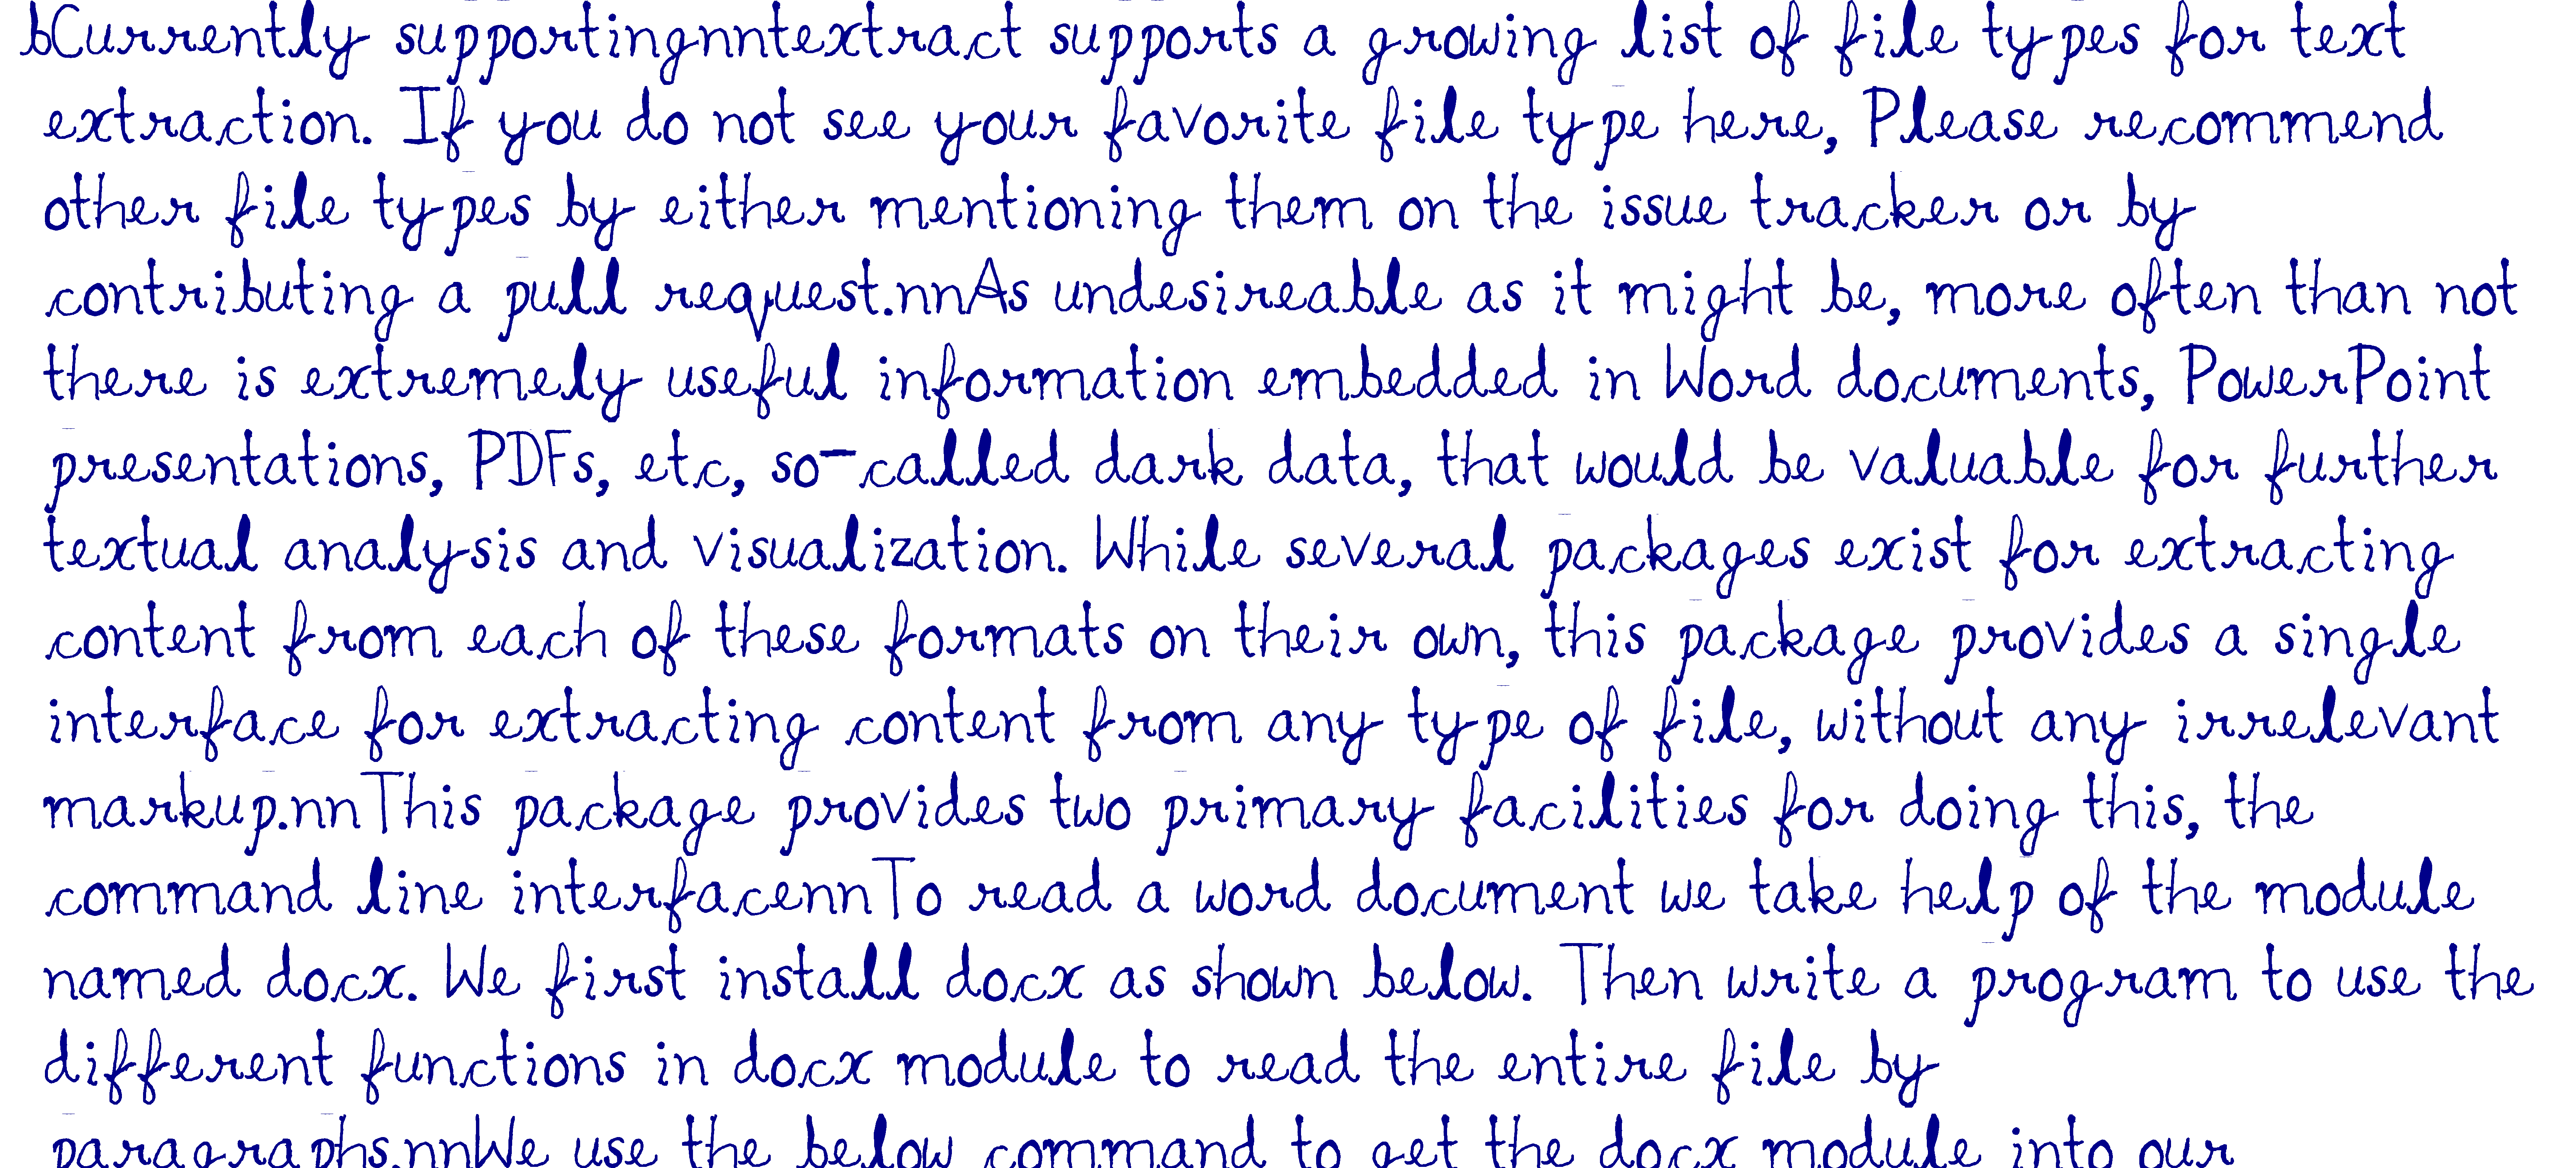 bCurrently supportingnntextract supports a growing list of file types for text
extraction. If you do not see your favorite file type here, Please recommend
other file types by either mentioning them on the issue tracker or by
contributing a pull request.nnAs undesireable as it might be, more often than not
there is extremely useful information embedded in Word documents, PowerPoint
presentations, PDFs, etc, so-called dark data, that would be valuable for further
textual analysis and visualization. While several packages exist for extracting
content from each of these formats on their own, this package provides a single
interface for extracting content from any type of file, without any irrelevant
markup.nnThis package provides two primary facilities for doing this, the
command line interfacennTo read a word document we take help of the module
named docx. We first install docx as shown below. Then write a program to use the
different functions in docx module to read the entire file by
paragraphs.nnWe use the below command to get the docx module into our